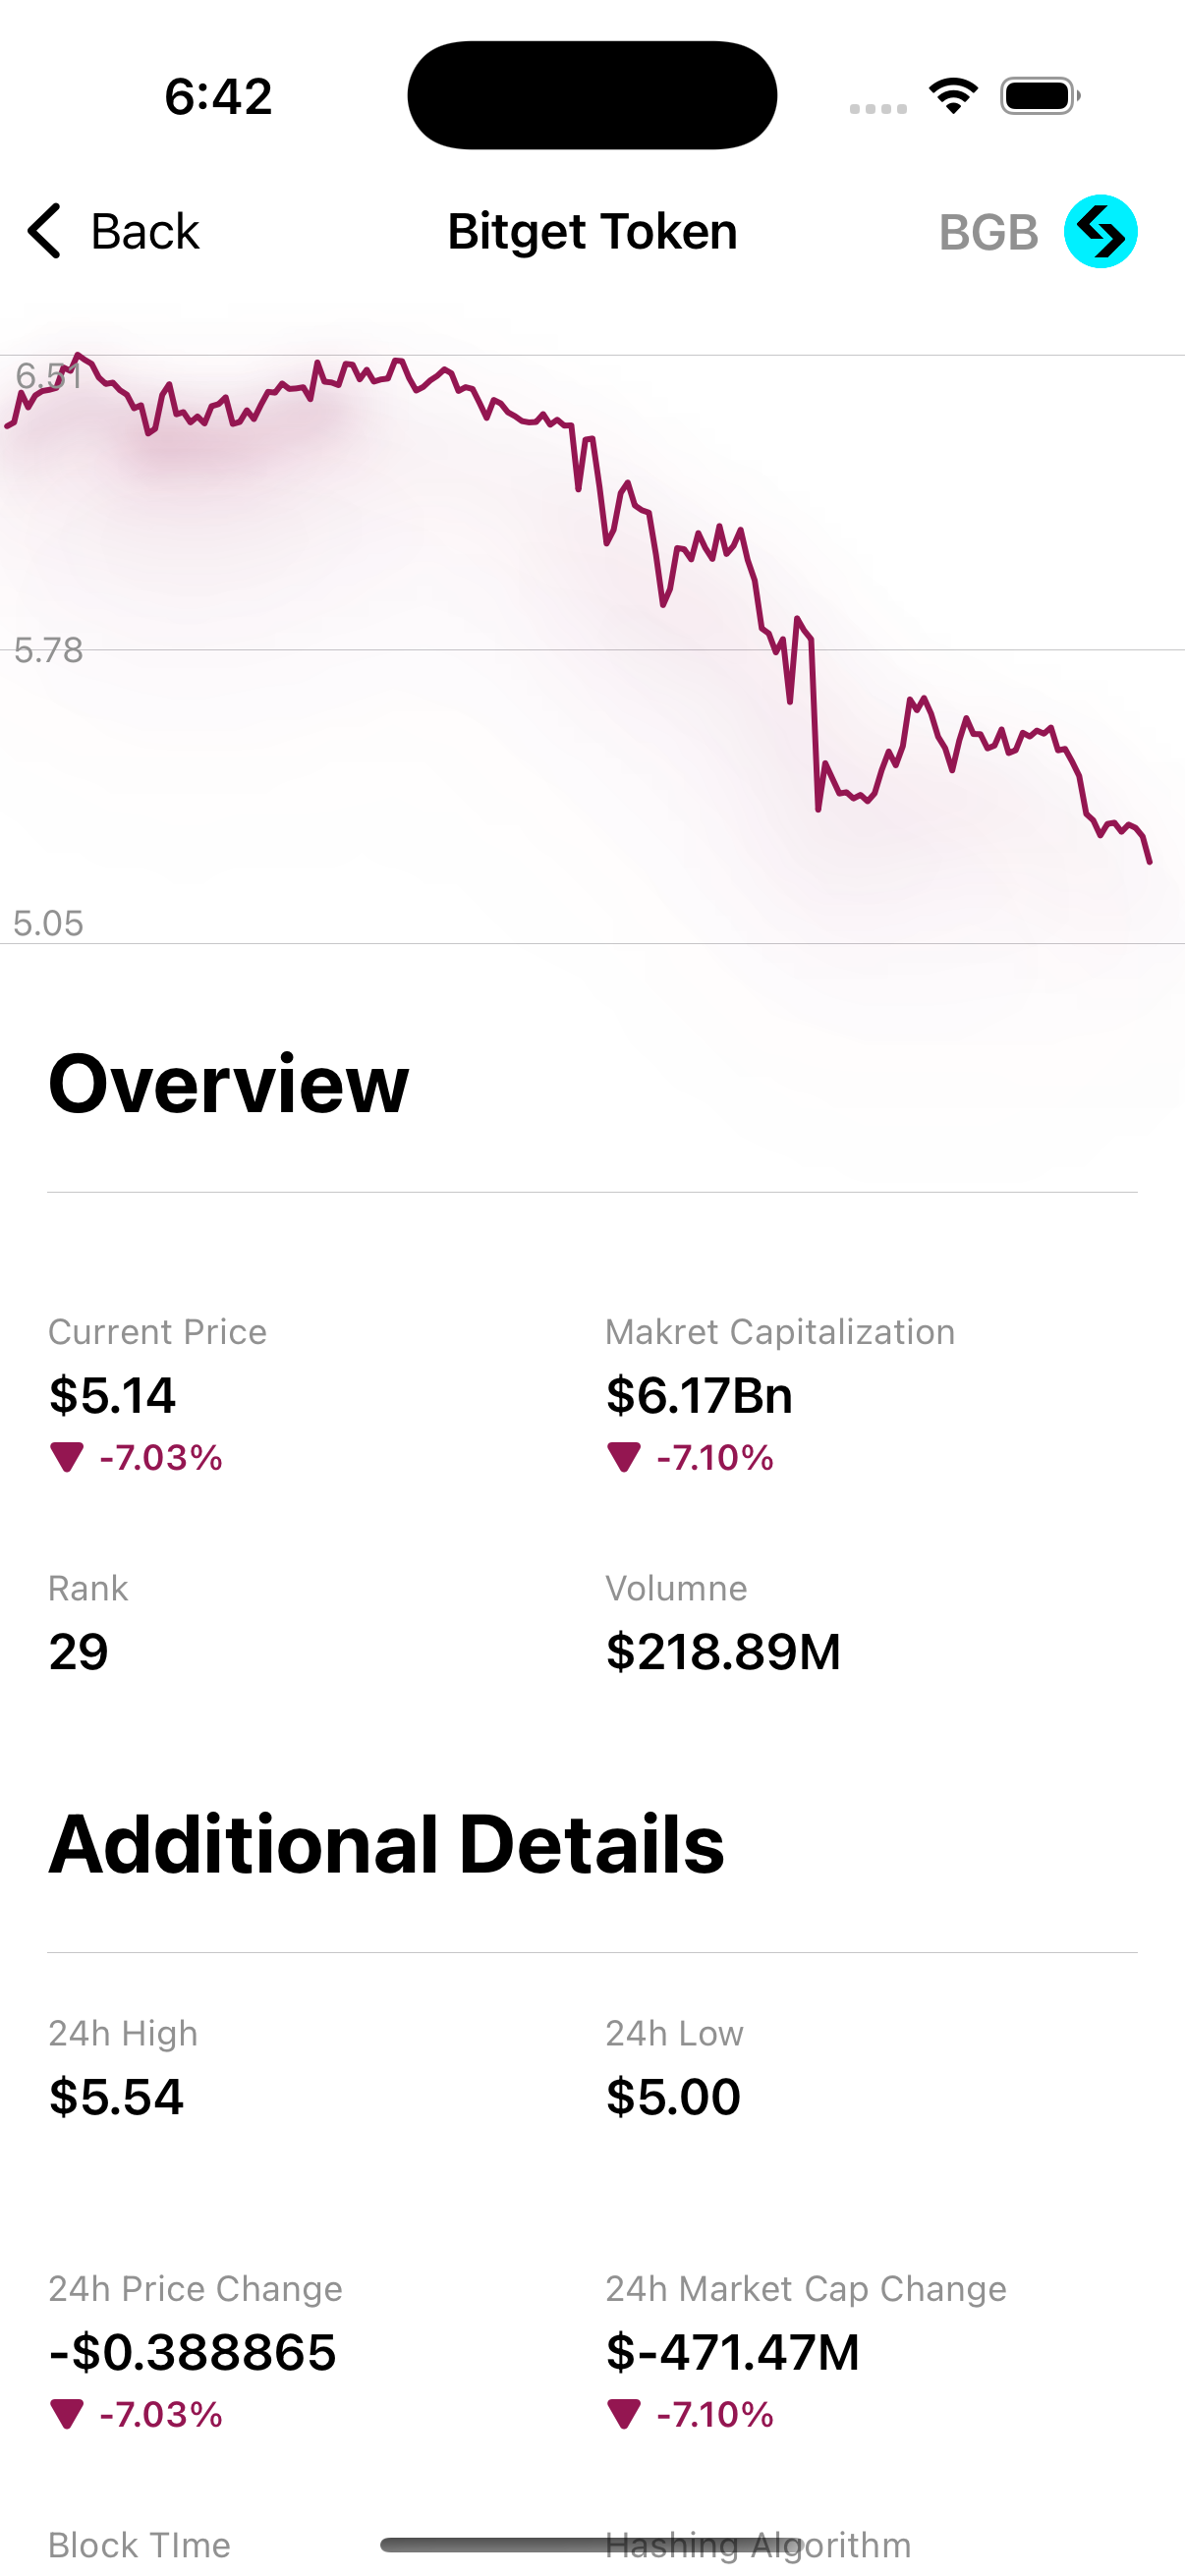 6:42
Back Bitget Token BGB
6.51
5.78
5.05
Overview
Current Price Makret Capitalization
$5.14 $6.17Bn
-7.03% -7.10%
Rank Volumne
29 $218.89M
Additional Details
24h High 24h Low
$5.54 $5.00
24h Price Change 24h Market Cap Change
-$0.388865 $-471.47M
-7.03% -7.10%
Block TIme Hashing Algorithm